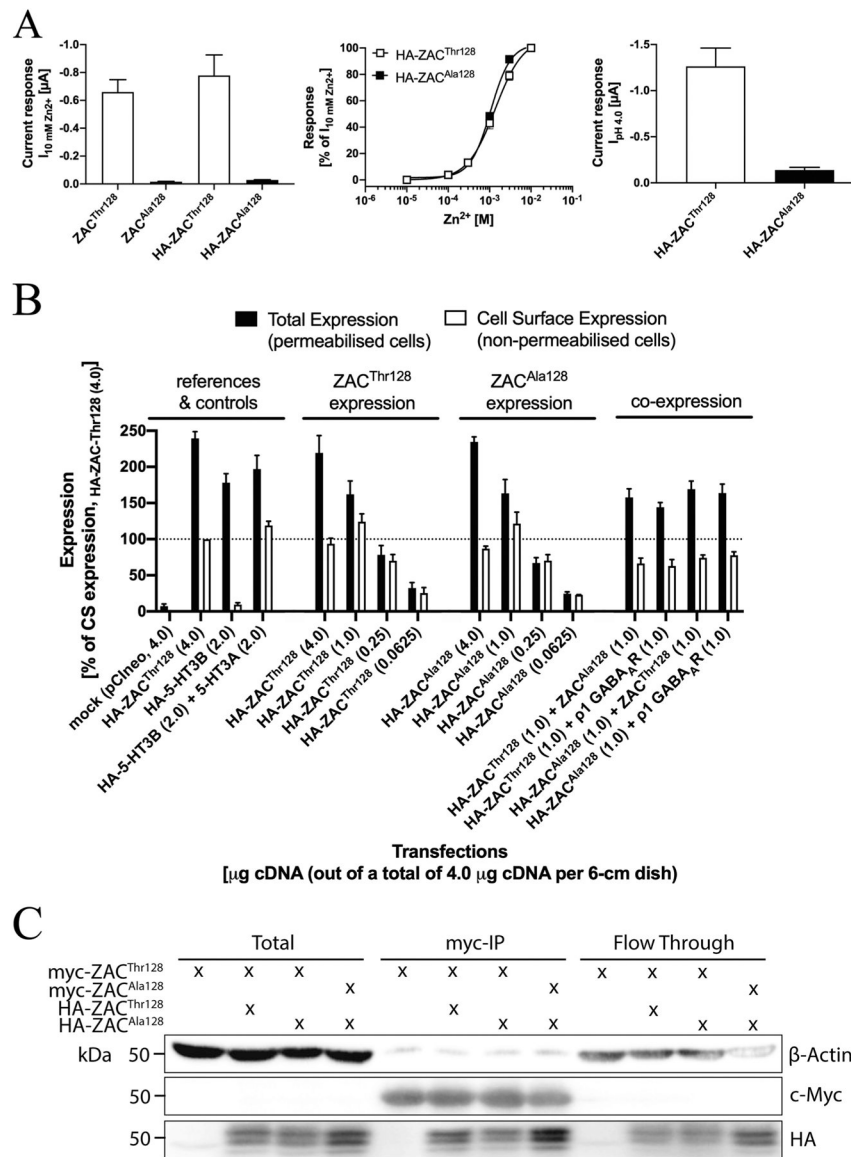 A
Current response
I10 mM Zn2+ [µA]
-1.0
-0.8
-0.6
-0.4
-0.2
0.0
ZACThr128
ZACAla128
HA-ZACThr128
HA-ZACAla128
Response
[% of I10 mM Zn2+]
100
80
60
40
20
0
HA-ZACThr128
HA-ZACAla128
10-6 10-5 10-4 10-3 10-2 10-1
Zn2+ [M]
Current response
IpH 4.0 [µA]
-1.5
-1.0
-0.5
0.0
HA-ZACThr128
HA-ZACAla128
B
Total Expression
(permeabilised cells)
Cell Surface Expression
(non-permeabilised cells)
references
& controls
ZACThr128
expression
ZACAla128
expression
co-expression
Expression
[% of CS expression, HA-ZAC-Thr128 (4.0)]
250
200
150
100
50
0
mock (pCIneo, 4.0)
HA-ZACThr128 (4.0)
HA-5-HT3B (2.0)
HA-5-HT3B (2.0) + 5-HT3A (2.0)
HA-ZACThr128 (4.0)
HA-ZACThr128 (1.0)
HA-ZACThr128 (0.25)
HA-ZACThr128 (0.0625)
HA-ZACAla128 (4.0)
HA-ZACAla128 (1.0)
HA-ZACAla128 (0.25)
HA-ZACAla128 (0.0625)
HA-ZACThr128 (1.0) + ZACAla128 (1.0)
HA-ZACThr128 (1.0) + ρ1 GABAAR (1.0)
HA-ZACAla128 (1.0) + ZACThr128 (1.0)
HA-ZACAla128 (1.0) + ρ1 GABAAR (1.0)
Transfections
[µg cDNA (out of a total of 4.0 µg cDNA per 6-cm dish)
C
Total myc-IP Flow Through
myc-ZACThr128 x x x x x x x x x
myc-ZACAla128 x x x
HA-ZACThr128 x x x
HA-ZACAla128 x x x x x x
kDa 50 β-Actin
50 c-Myc
50 HA